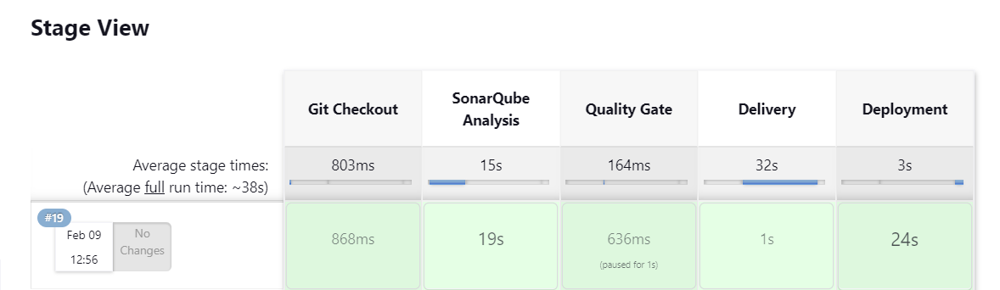 Stage View
Git Checkout
SonarQube
Analysis
Quality Gate
Delivery
Deployment
Average stage times:
(Average full run time: ~38s)
803ms
15s
164ms
32s
3s
#19
Feb 09
12:56
No
Changes
868ms
19s
636ms
(paused for 1s)
1s
24s